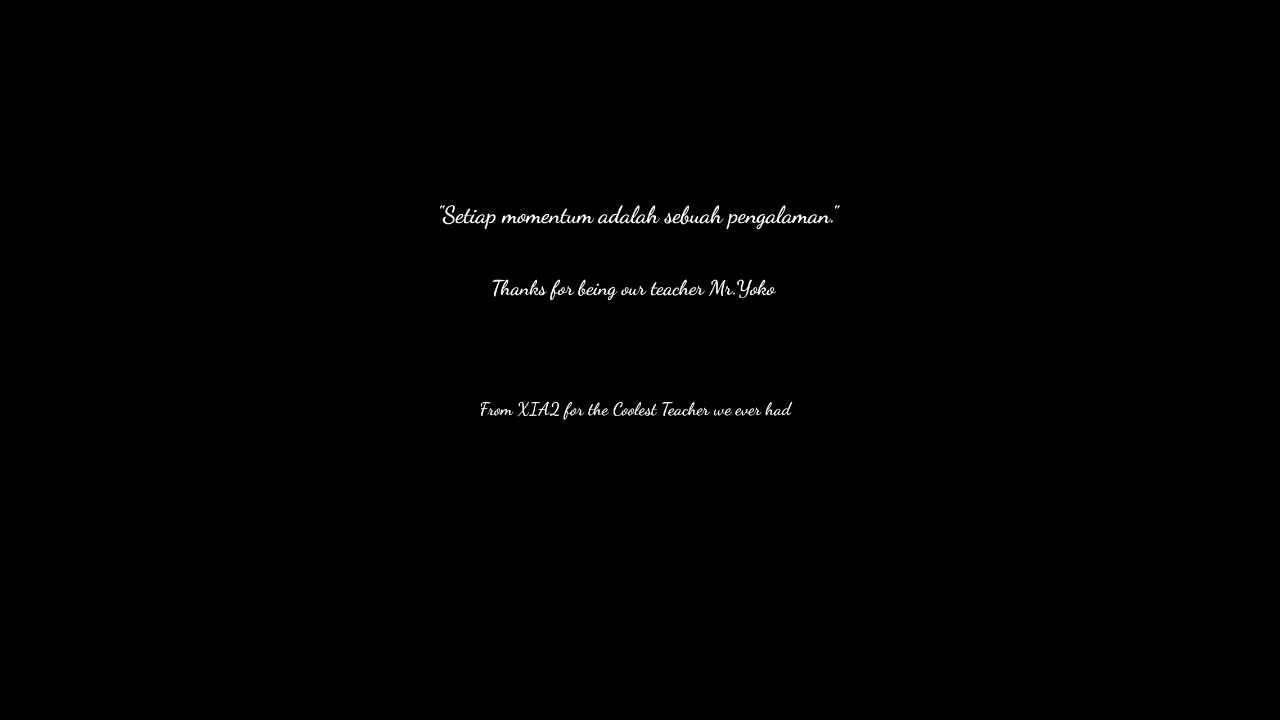 "Setiap momentum adalah sebuah pengalaman."
Thanks for being our teacher Mr.Yoko
From XIA2 for the Coolest Teacher we ever had